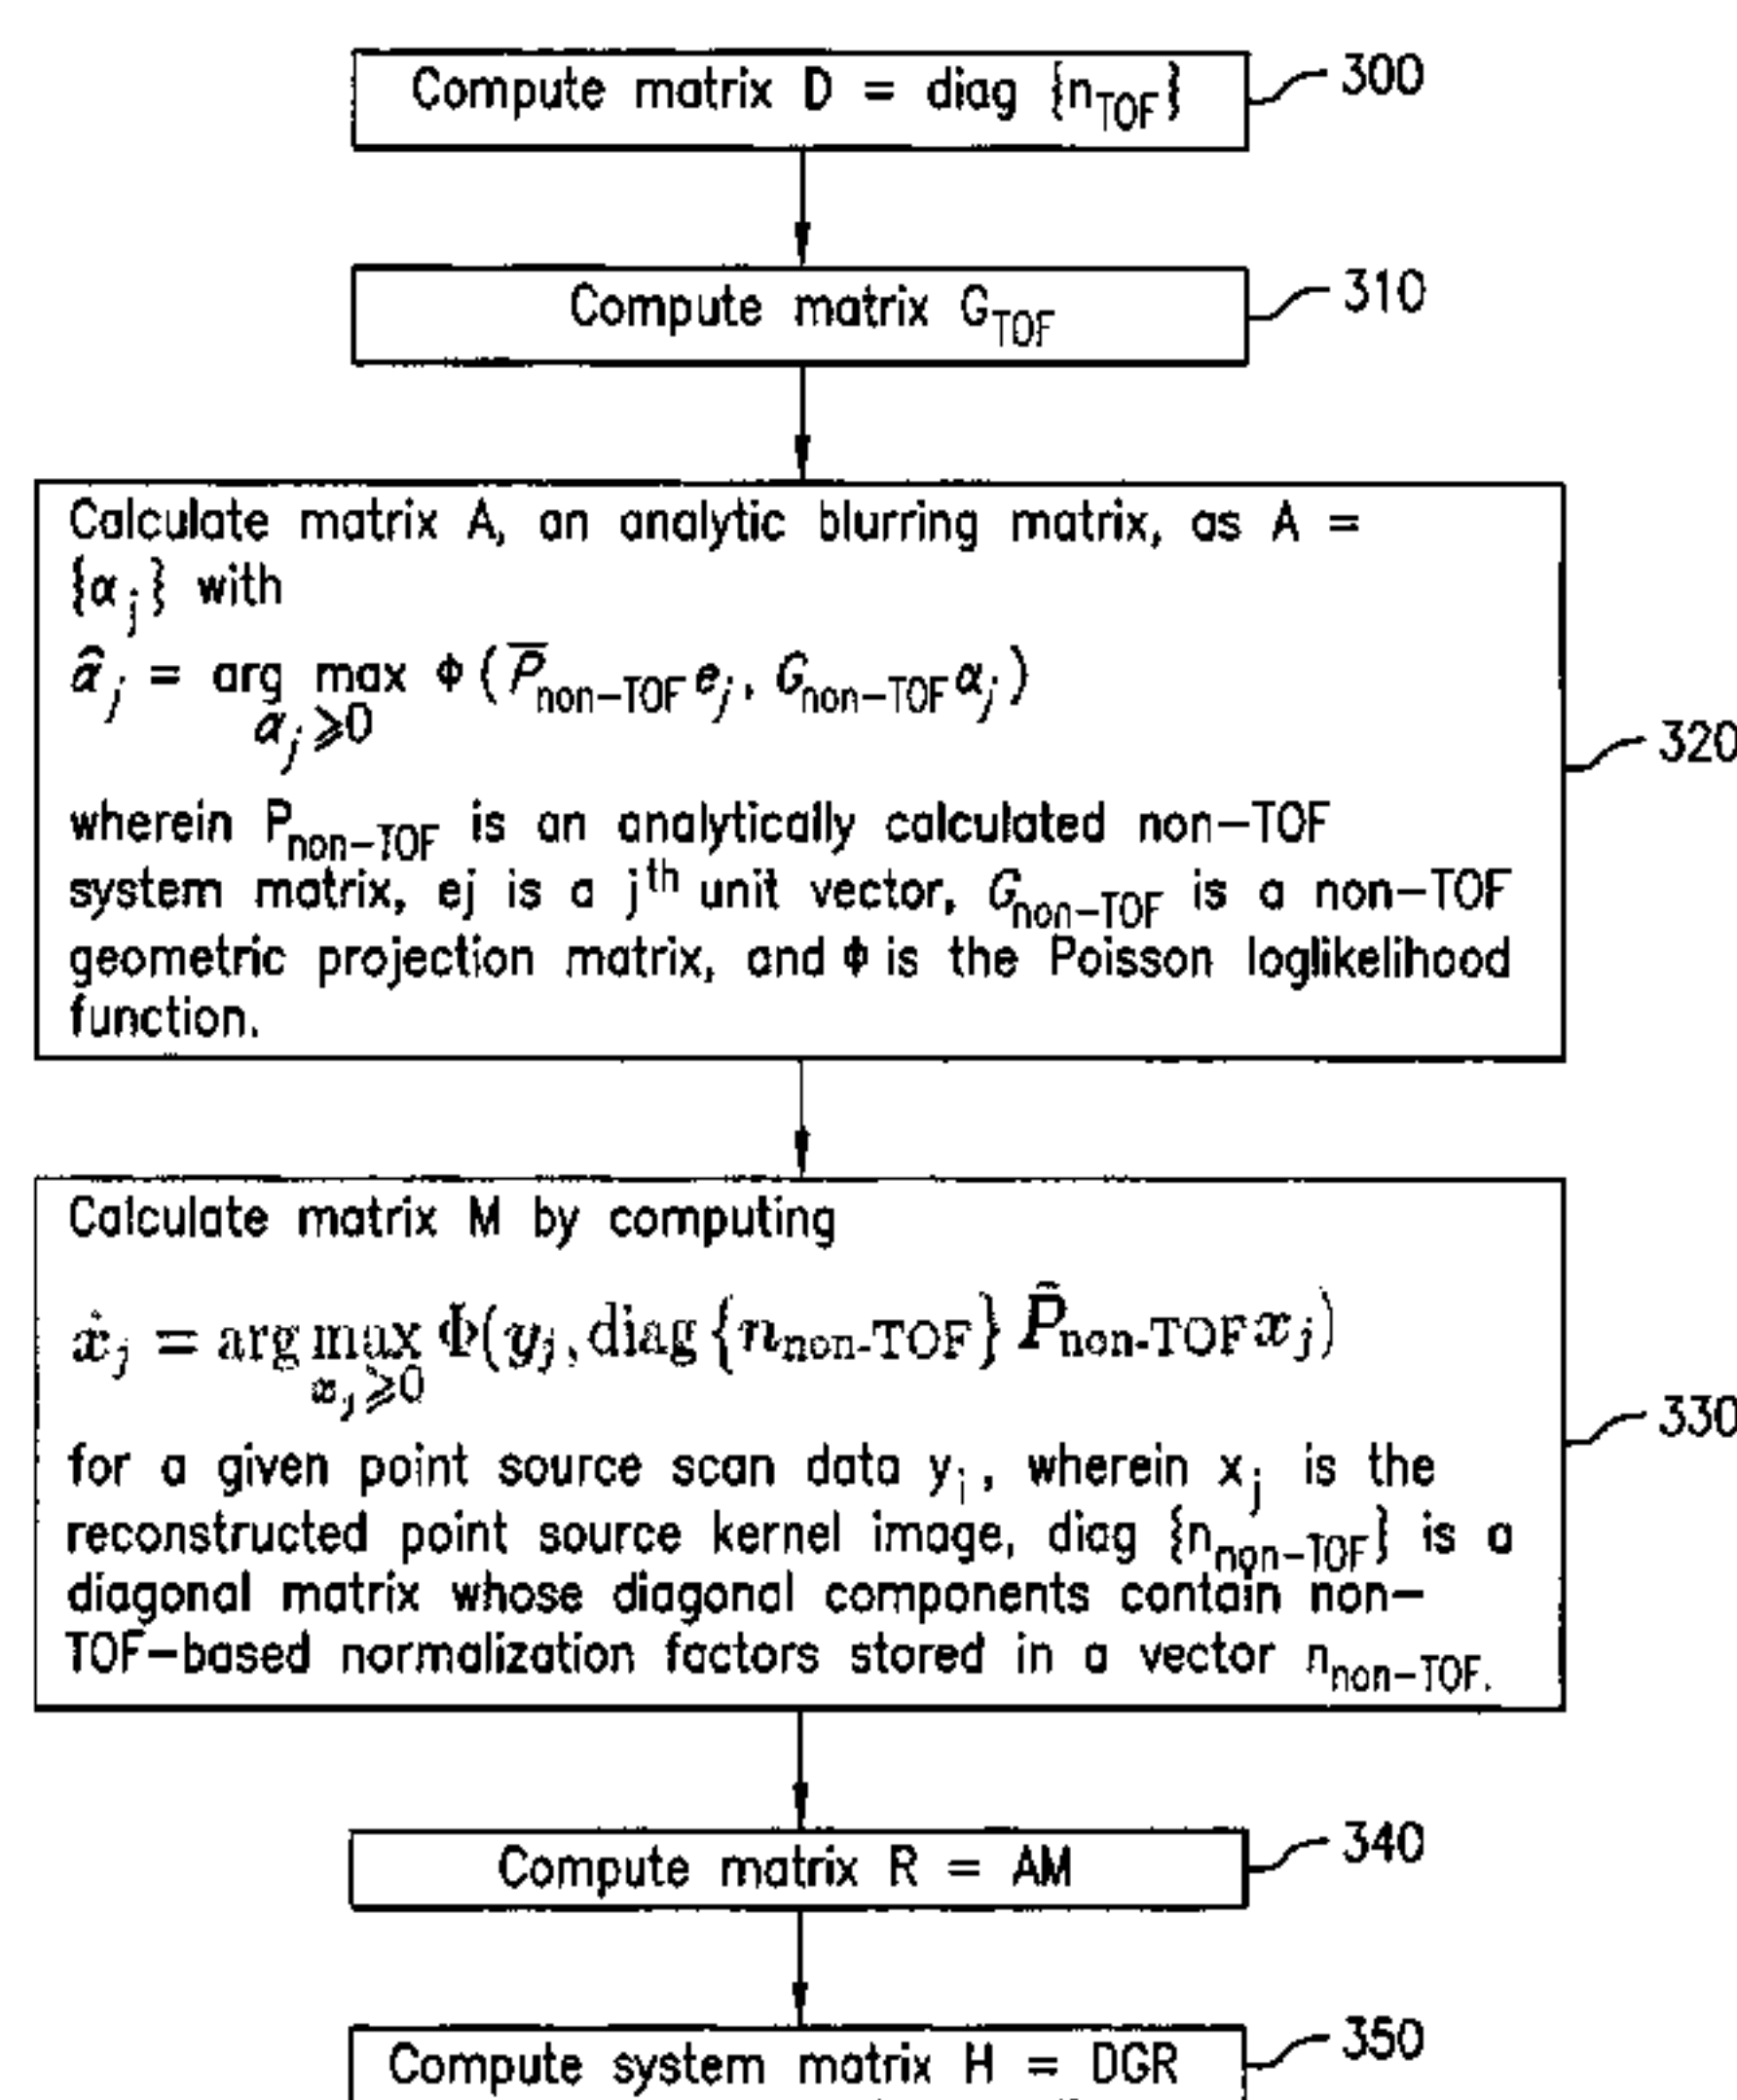 Compute matrix D = diag {n_TOF} 300
Compute matrix G_TOF 310
Calculate matrix A, an analytic blurring matrix, as A =
{α_j} with
α̂_j = arg max Φ(P̅_non-TOF e_j, G_non-TOF α_j)
α_j ⩾ 0
320
wherein P_non-TOF is an analytically calculated non-TOF
system matrix, ej is a j^th unit vector, G_non-TOF is a non-TOF
geometric projection matrix, and Φ is the Poisson loglikelihood
function.
Calculate matrix M by computing
x̂_j = arg max Φ(y_j, diag{n_non-TOF} P̂_non-TOF x_j)
x_j ⩾ 0
330
for a given point source scan data y_i, wherein x_j is the
reconstructed point source kernel image, diag {n_non-TOF} is a
diagonal matrix whose diagonal components contain non-
TOF-based normalization factors stored in a vector n_non-TOF.
Compute matrix R = AM 340
Compute system matrix H = DGR 350